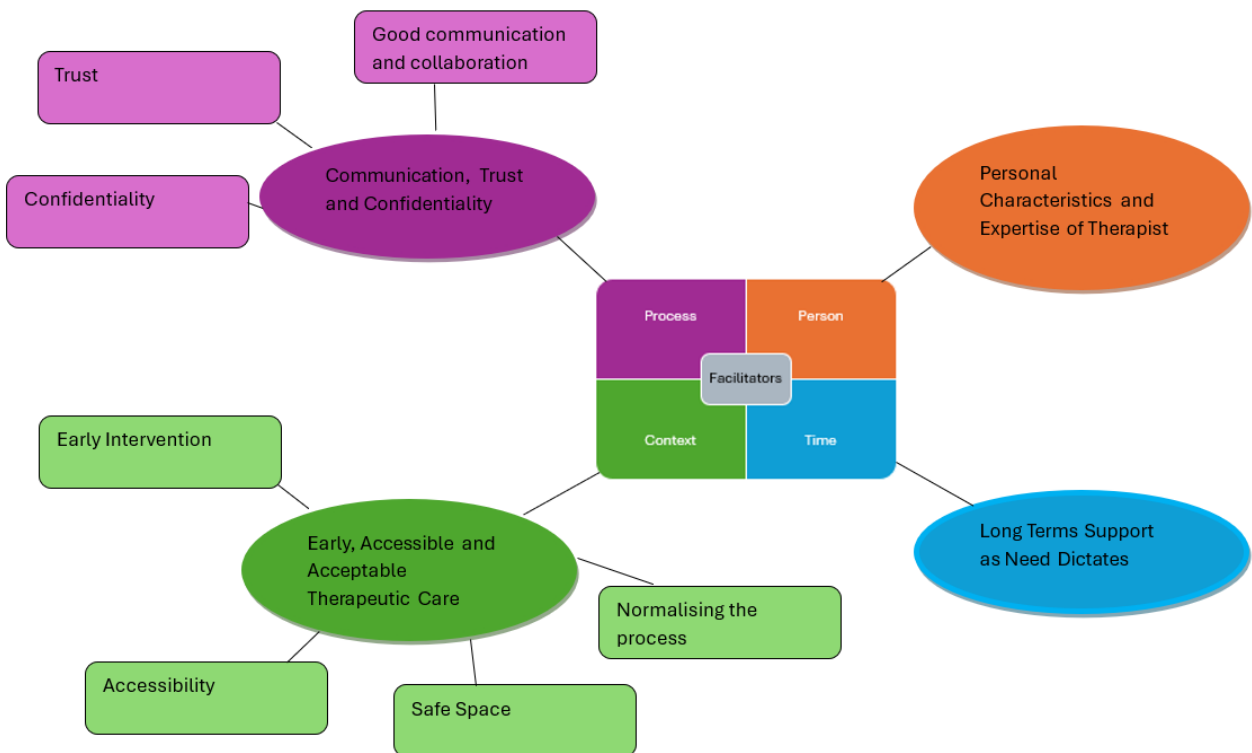 Good communication
and collaboration
Trust
Confidentiality
Communication, Trust
and Confidentiality
Personal
Characteristics and
Expertise of Therapist
Process
Person
Facilitators
Context
Time
Early Intervention
Early, Accessible and
Acceptable
Therapeutic Care
Long Terms Support
as Need Dictates
Normalising the
process
Accessibility
Safe Space